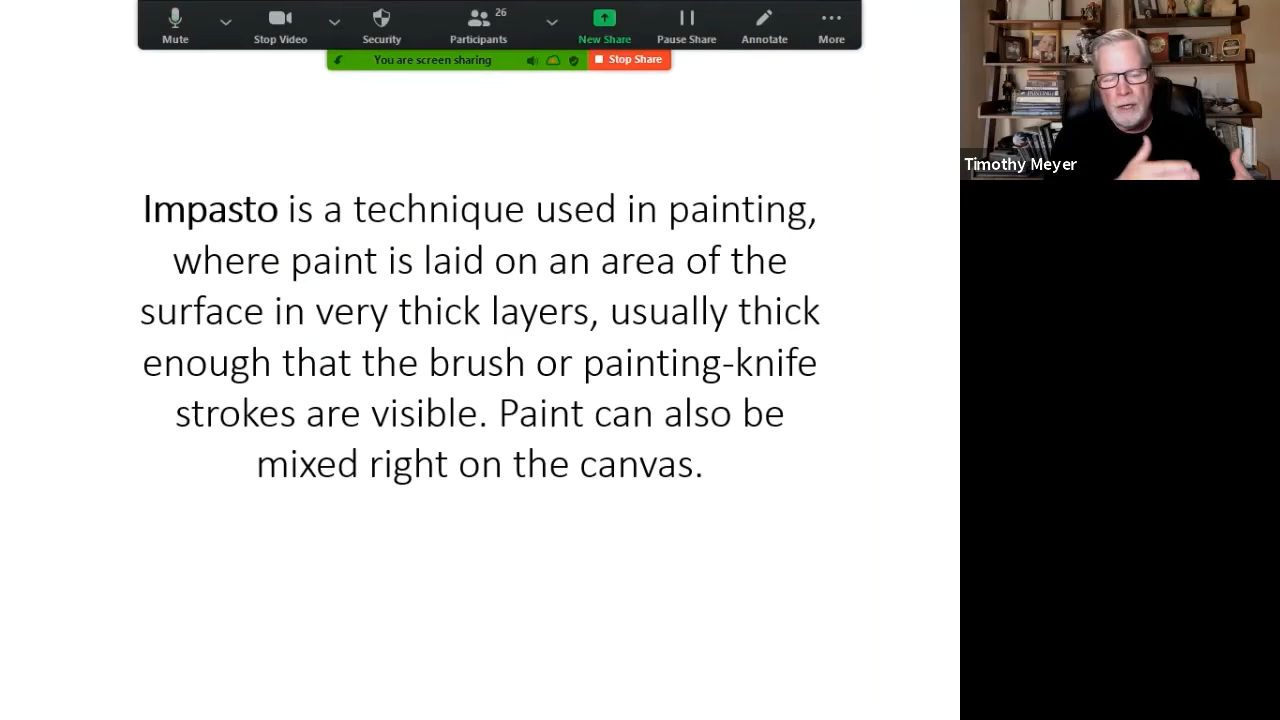 Mute
Stop Video
Security
Participants
26
New Share
Pause Share
Annotate
More
You are screen sharing
Stop Share
Timothy Meyer
Impasto is a technique used in painting,
where paint is laid on an area of the
surface in very thick layers, usually thick
enough that the brush or painting-knife
strokes are visible. Paint can also be
mixed right on the canvas.